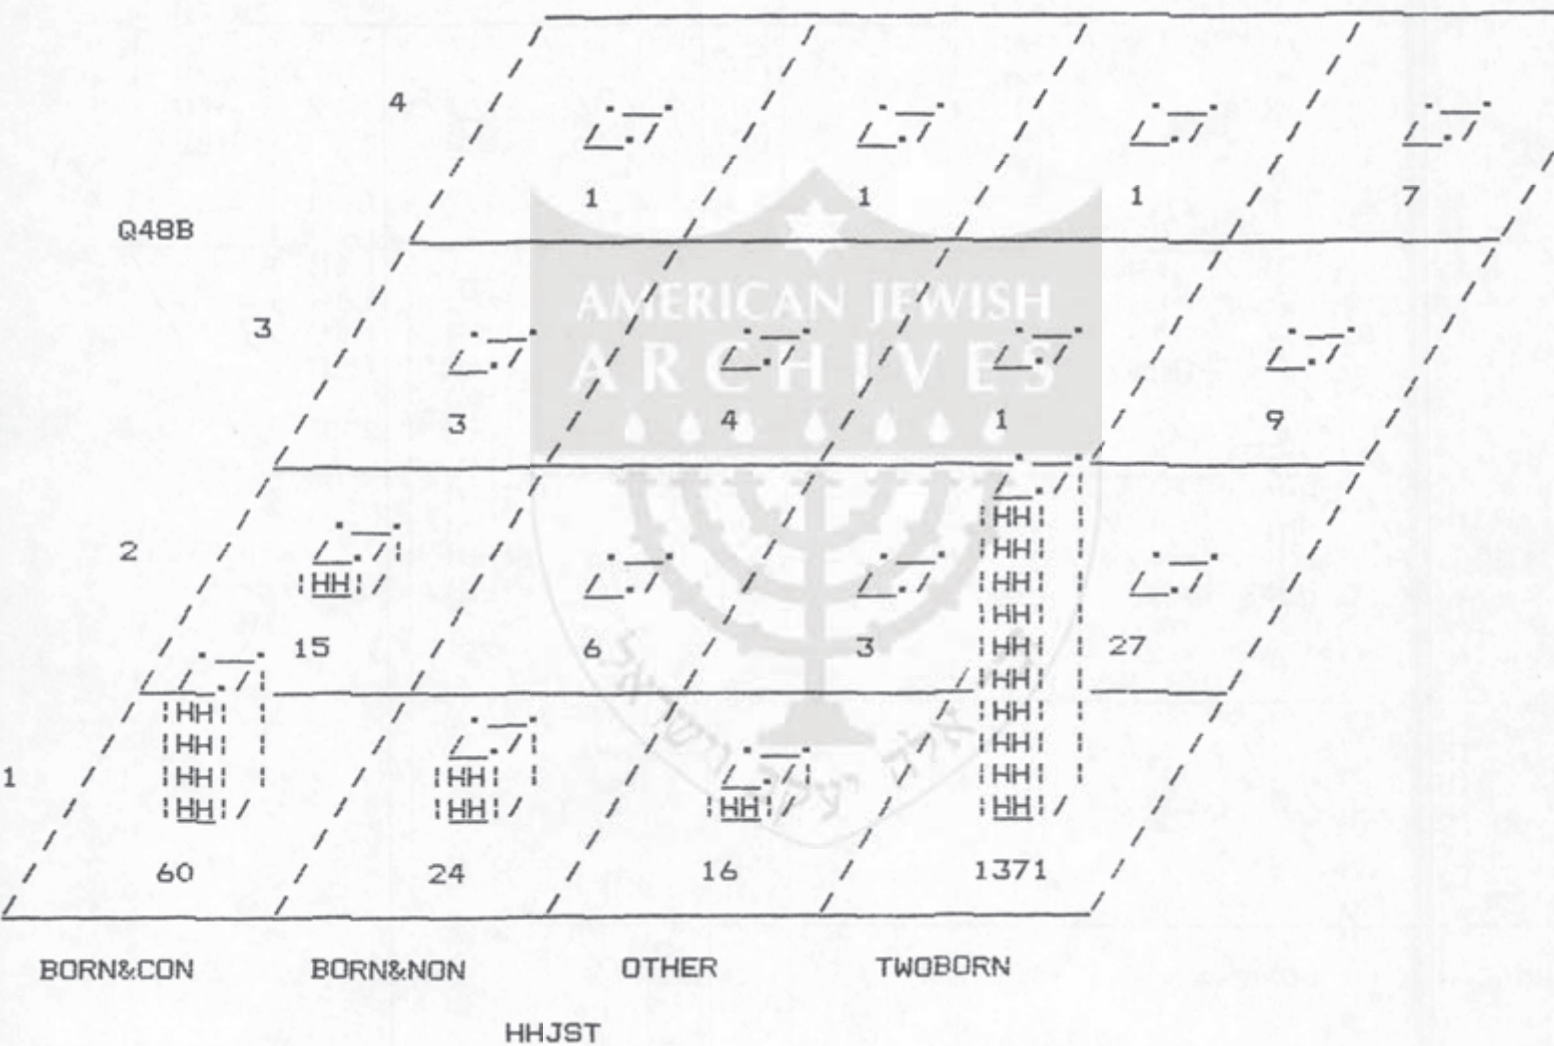 4
1 1 1 7
Q48B
AMERICAN JEWISH
3
ARCHIVES
3 4 1 9
2
15 6 3 27
1
60 24 16 1371
BORN&CON BORN&NON OTHER TWOBORN
HHJST